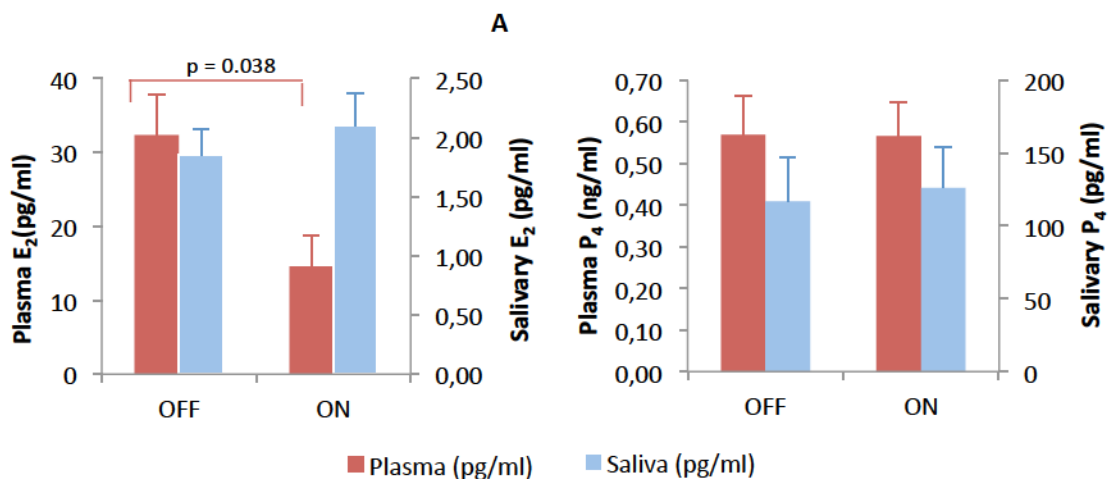 A
p = 0.038
Plasma E₂(pg/ml)
40
30
20
10
0
2,50
2,00
1,50
1,00
0,50
0,00
Salivary E₂ (pg/ml)
OFF
ON
Plasma P₄ (ng/ml)
0,70
0,60
0,50
0,40
0,30
0,20
0,10
0,00
200
150
100
50
0
Salivary P₄ (pg/ml)
OFF
ON
Plasma (pg/ml)
Saliva (pg/ml)